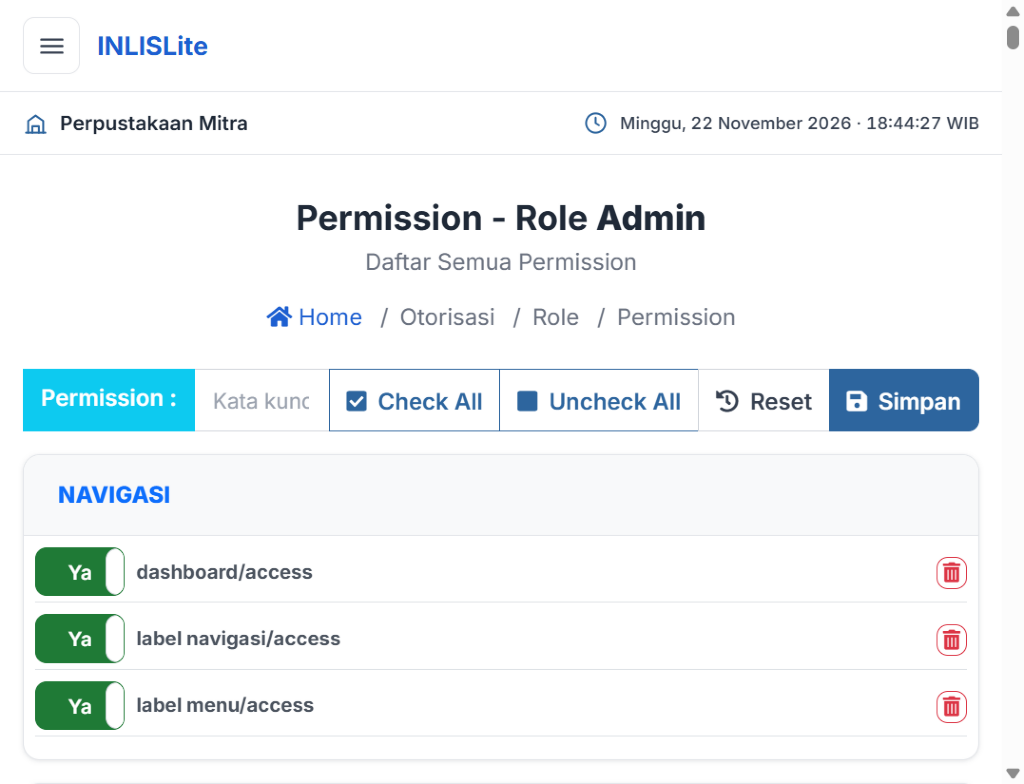 INLISLite
Perpustakaan Mitra
Minggu, 22 November 2026 · 18:44:27 WIB
Permission - Role Admin
Daftar Semua Permission
Home / Otorisasi / Role / Permission
Permission : Kata kunc Check All Uncheck All Reset Simpan
NAVIGASI
Ya dashboard/access
Ya label navigasi/access
Ya label menu/access